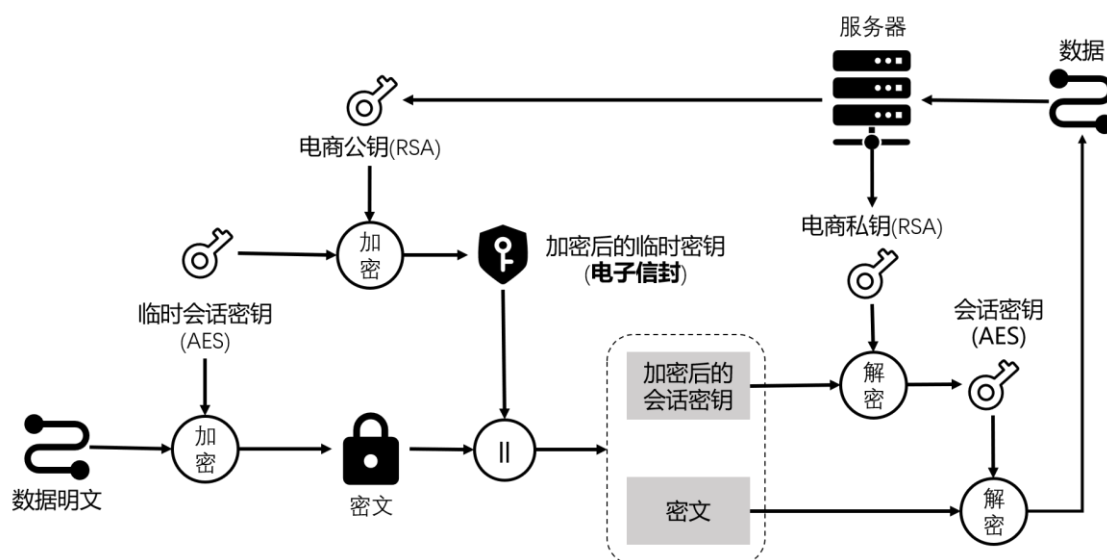 服务器
数据
电商公钥(RSA)
电商私钥(RSA)
加密
加密后的临时密钥
(电子信封)
临时会话密钥
(AES)
会话密钥
(AES)
加密后的
会话密钥
解密
加密
||
数据明文
密文
密文
解密